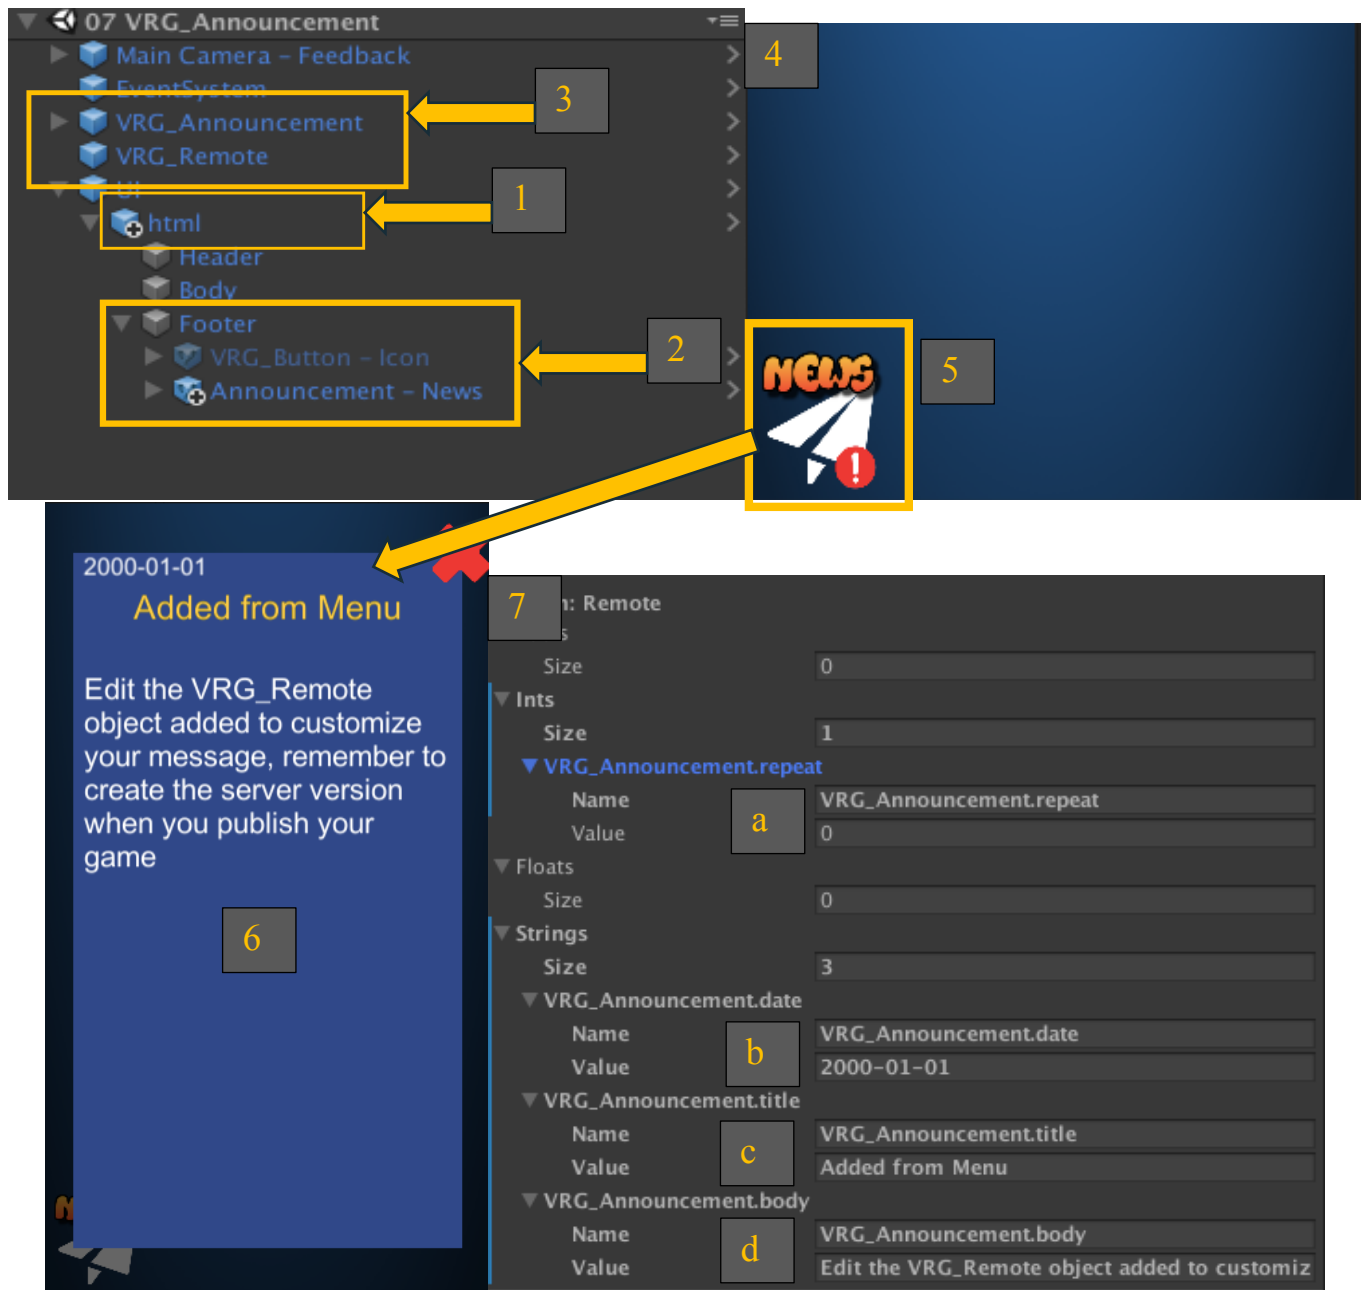 07 VRG_Announcement
Main Camera – Feedback
4
EventSystem
3
VRG_Announcement
VRG_Remote
UI
1
html
Header
Body
Footer
2
VRG_Button – Icon
Announcement – News
NEWS
!
5
2000-01-01
Added from Menu
Edit the VRG_Remote
object added to customize
your message, remember to
create the server version
when you publish your
game
6
7
: Remote
s
Size 0
Ints
Size 1
VRG_Announcement.repeat
Name VRG_Announcement.repeat
a
Value 0
Floats
Size 0
Strings
Size 3
VRG_Announcement.date
Name VRG_Announcement.date
b
Value 2000–01–01
VRG_Announcement.title
Name VRG_Announcement.title
c
Value Added from Menu
VRG_Announcement.body
Name VRG_Announcement.body
d
Value Edit the VRG_Remote object added to customiz